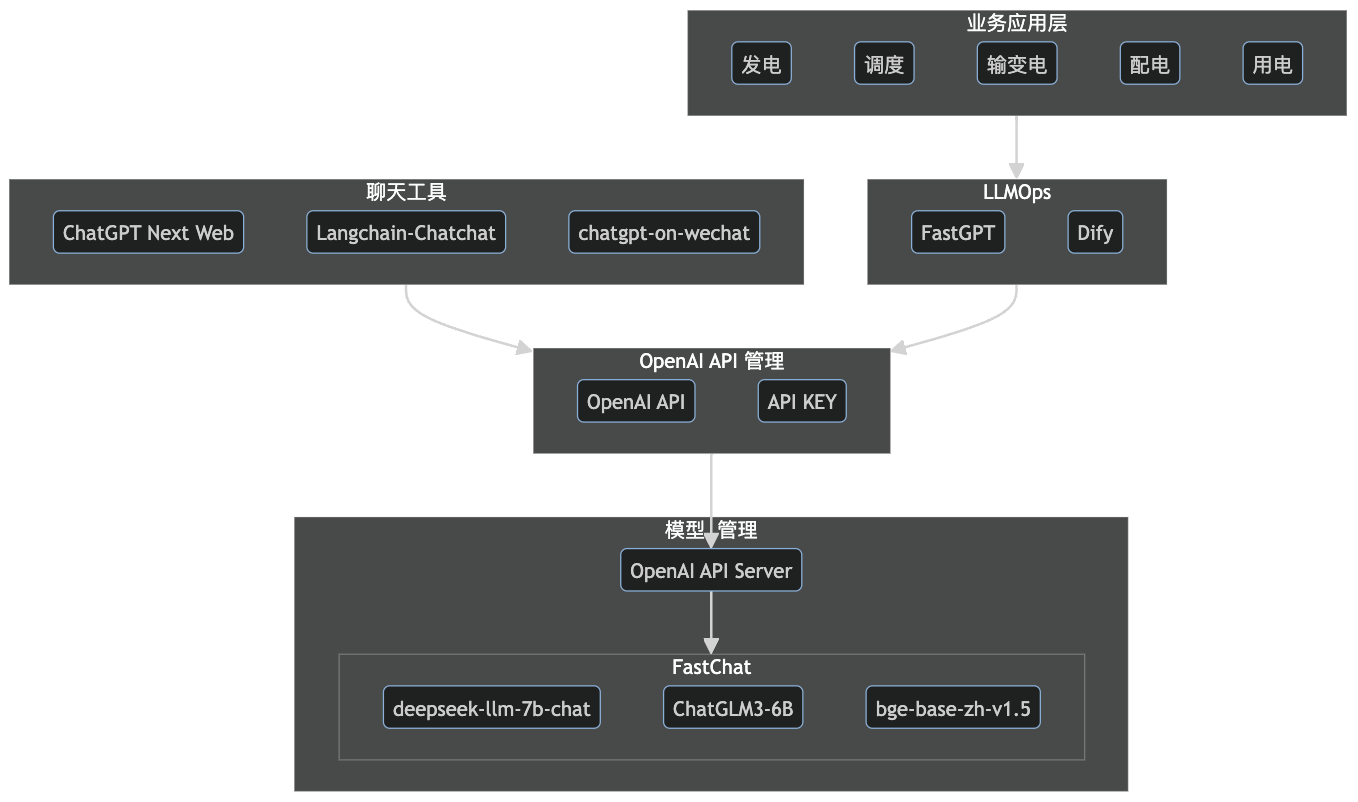 业务应用层
发电
调度
输变电
配电
用电
聊天工具
ChatGPT Next Web
Langchain-Chatchat
chatgpt-on-wechat
LLMOps
FastGPT
Dify
OpenAI API 管理
OpenAI API
API KEY
模型 管理
OpenAI API Server
FastChat
deepseek-llm-7b-chat
ChatGLM3-6B
bge-base-zh-v1.5